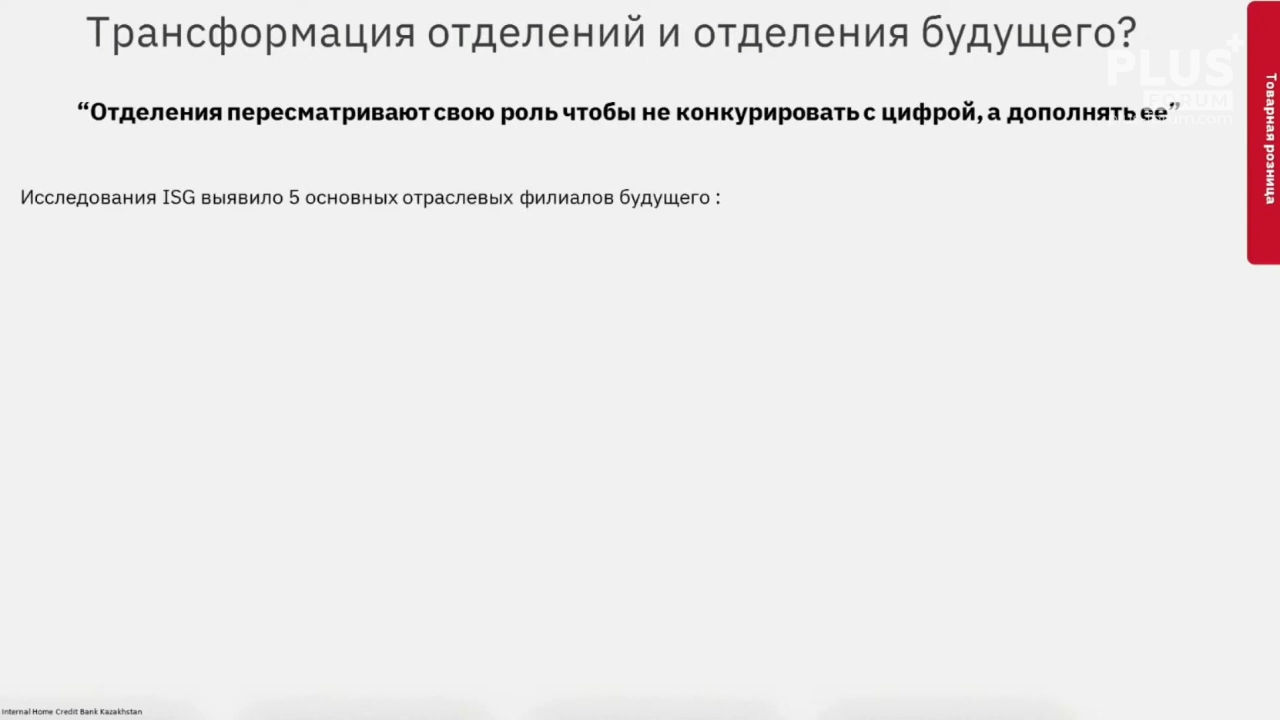 Трансформация отделений и отделения будущего?
PLUS+
FORUM
“Отделения пересматривают свою роль чтобы не конкурировать с цифрой, а дополнять ее”
Товарная розница
Исследования ISG выявило 5 основных отраслевых филиалов будущего :
Internal Home Credit Bank Kazakhstan